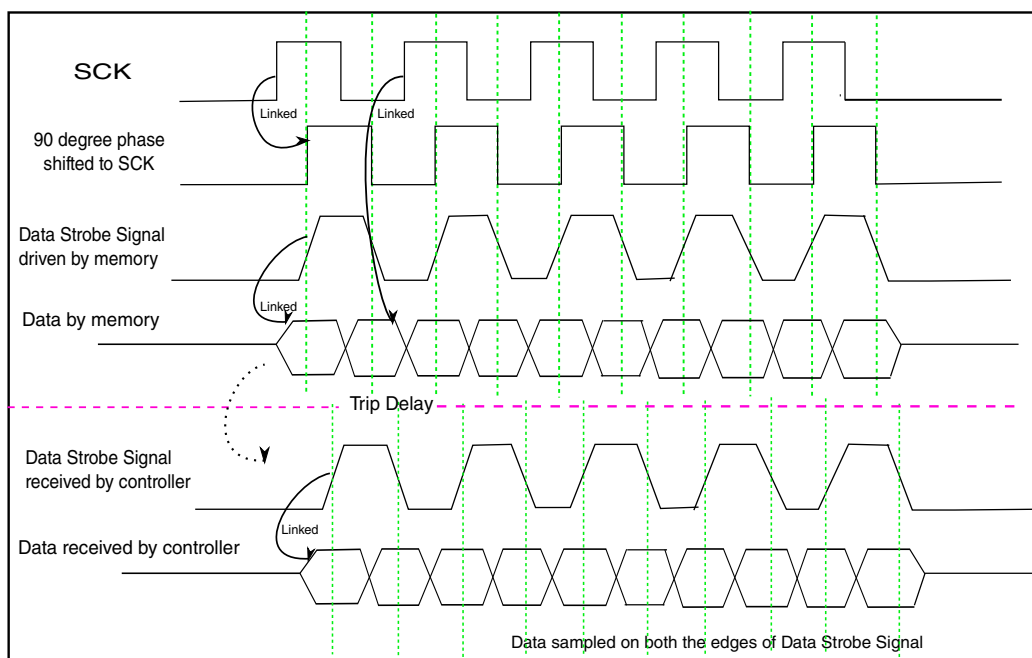 SCK
Linked
Linked
90 degree phase
shifted to SCK
Data Strobe Signal
driven by memory
Linked
Data by memory
Trip Delay
Data Strobe Signal
received by controller
Linked
Data received by controller
Data sampled on both the edges of Data Strobe Signal